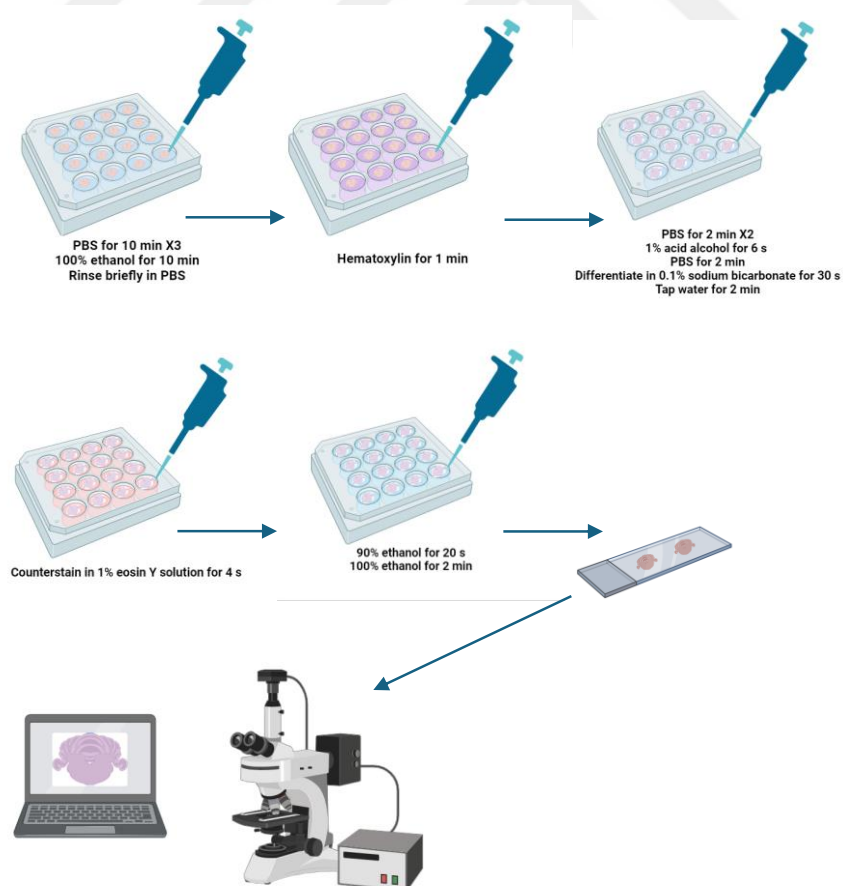 PBS for 10 min X3
100% ethanol for 10 min
Rinse briefly in PBS
Hematoxylin for 1 min
PBS for 2 min X2
1% acid alcohol for 6 s
PBS for 2 min
Differentiate in 0.1% sodium bicarbonate for 30 s
Tap water for 2 min
Counterstain in 1% eosin Y solution for 4 s
90% ethanol for 20 s
100% ethanol for 2 min